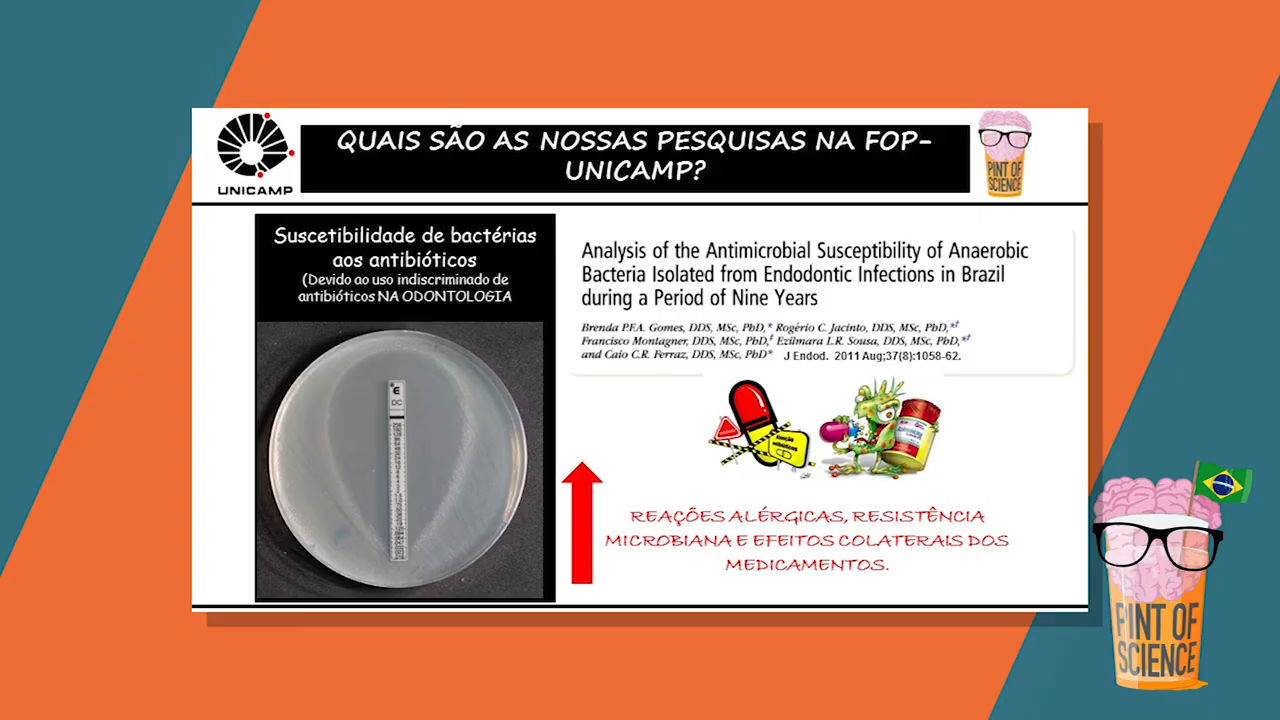 UNICAMP
QUAIS SÃO AS NOSSAS PESQUISAS NA FOP-
UNICAMP?
PINT OF
SCIENCE
Suscetibilidade de bactérias
aos antibióticos
(Devido ao uso indiscriminado de
antibióticos NA ODONTOLOGIA
DC
Analysis of the Antimicrobial Susceptibility of Anaerobic
Bacteria Isolated from Endodontic Infections in Brazil
during a Period of Nine Years
Brenda P.F.A. Gomes, DDS, MSc, PhD,* Rogério C. Jacinto, DDS, MSc, PhD,*†
Francisco Montagner, DDS, MSc, PhD,‡ Ezilmara L.R. Sousa, DDS, MSc, PhD,*†
and Caio C.R. Ferraz, DDS, MSc, PhD* J Endod. 2011 Aug;37(8):1058-62.
REAÇÕES ALÉRGICAS, RESISTÊNCIA
MICROBIANA E EFEITOS COLATERAIS DOS
MEDICAMENTOS.
PINT OF
SCIENCE